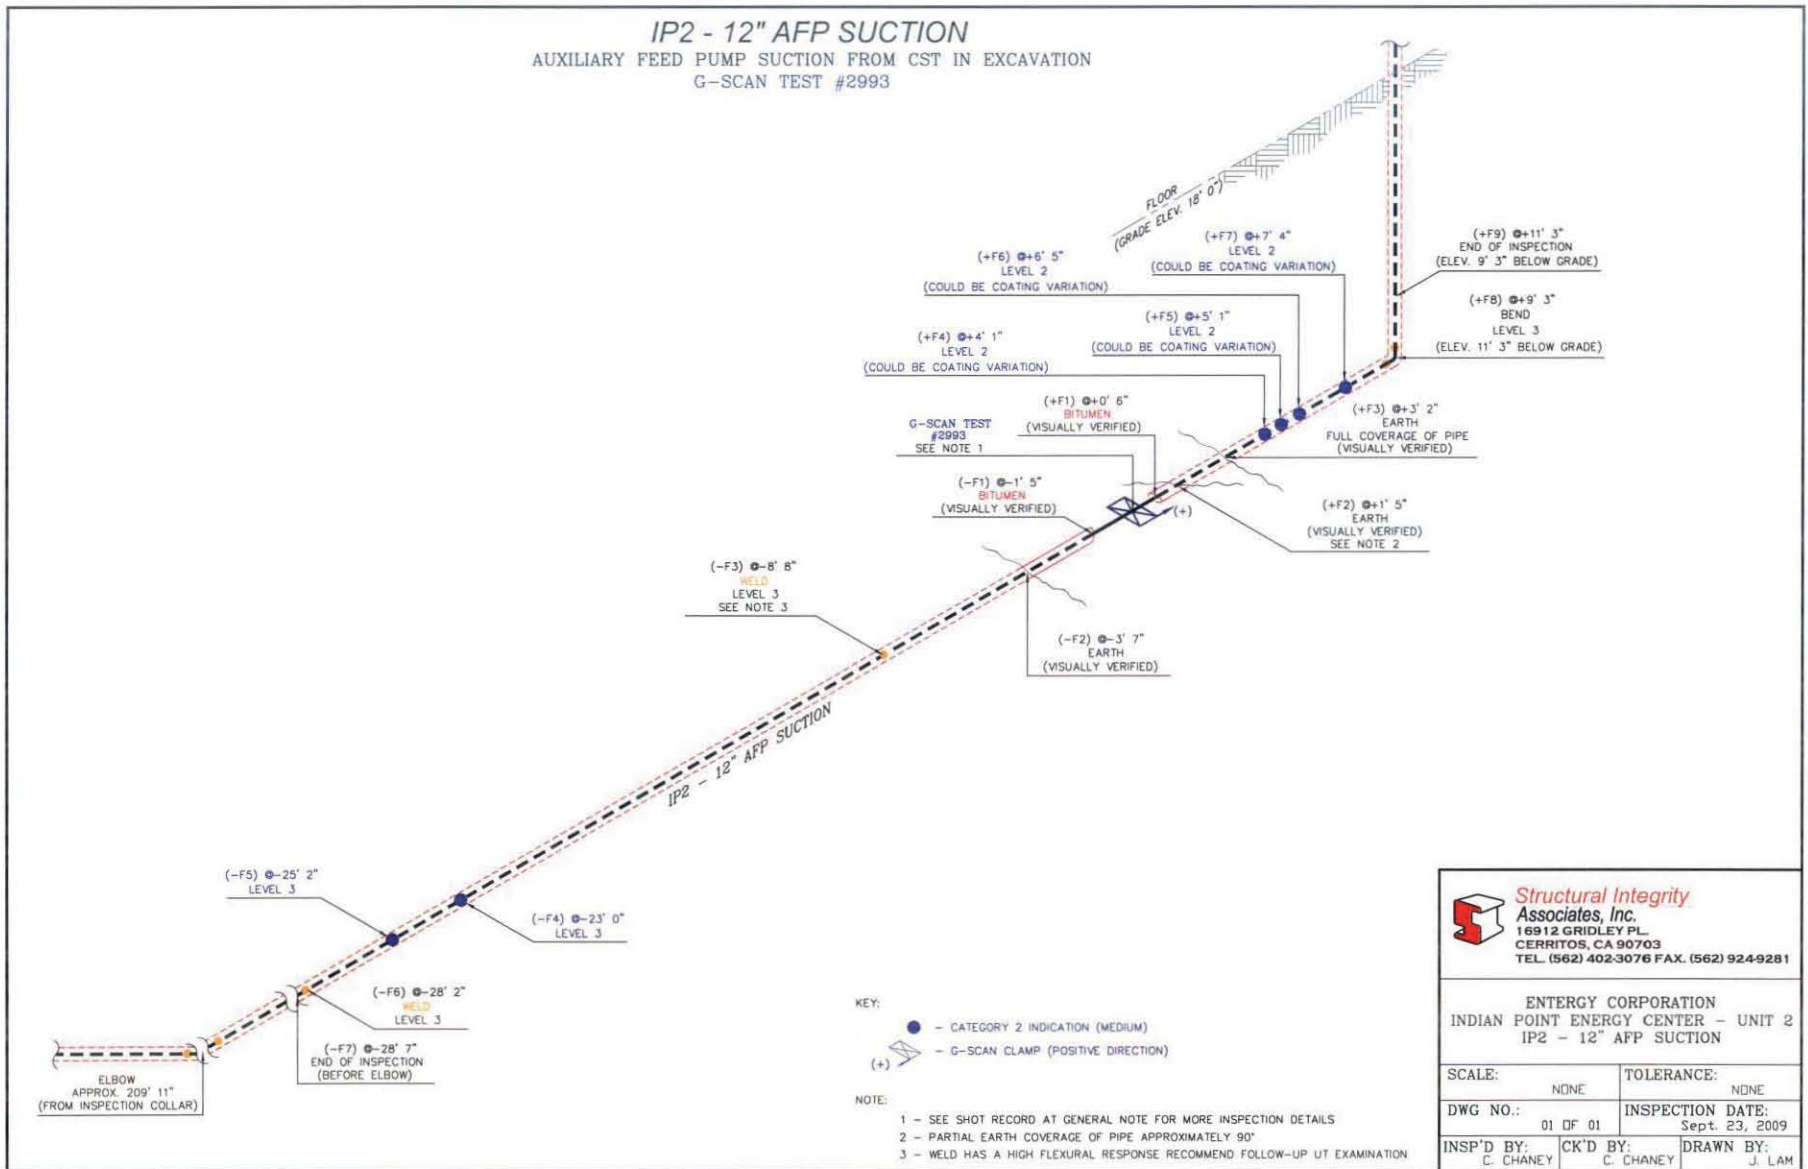 IP2 - 12" AFP SUCTION
AUXILIARY FEED PUMP SUCTION FROM CST IN EXCAVATION
G-SCAN TEST #2993
FLOOR
(GRADE ELEV. 18' 0")
(+F9) @+11' 3"
END OF INSPECTION
(ELEV. 9' 3" BELOW GRADE)
(+F8) @+9' 3"
BEND
LEVEL 3
(ELEV. 11' 3" BELOW GRADE)
(+F7) @+7' 4"
LEVEL 2
(COULD BE COATING VARIATION)
(+F6) @+6' 5"
LEVEL 2
(COULD BE COATING VARIATION)
(+F5) @+5' 1"
LEVEL 2
(COULD BE COATING VARIATION)
(+F4) @+4' 1"
LEVEL 2
(COULD BE COATING VARIATION)
(+F3) @+3' 2"
EARTH
FULL COVERAGE OF PIPE
(VISUALLY VERIFIED)
(+F1) @+0' 6"
BITUMEN
(VISUALLY VERIFIED)
G-SCAN TEST
#2993
SEE NOTE 1
(-F1) @-1' 5"
BITUMEN
(VISUALLY VERIFIED)
(+)
(+F2) @+1' 5"
EARTH
(VISUALLY VERIFIED)
SEE NOTE 2
(-F3) @-8' 8"
WELD
LEVEL 3
SEE NOTE 3
(-F2) @-3' 7"
EARTH
(VISUALLY VERIFIED)
IP2 - 12" AFP SUCTION
(-F5) @-25' 2"
LEVEL 3
(-F4) @-23' 0"
LEVEL 3
(-F6) @-28' 2"
WELD
LEVEL 3
(-F7) @-28' 7"
END OF INSPECTION
(BEFORE ELBOW)
ELBOW
APPROX. 209' 11"
(FROM INSPECTION COLLAR)
KEY:
- CATEGORY 2 INDICATION (MEDIUM)
(+) - G-SCAN CLAMP (POSITIVE DIRECTION)
NOTE:
1 - SEE SHOT RECORD AT GENERAL NOTE FOR MORE INSPECTION DETAILS
2 - PARTIAL EARTH COVERAGE OF PIPE APPROXIMATELY 90°
3 - WELD HAS A HIGH FLEXURAL RESPONSE RECOMMEND FOLLOW-UP UT EXAMINATION
Structural Integrity
Associates, Inc.
16912 GRIDLEY PL.
CERRITOS, CA 90703
TEL. (562) 402-3076 FAX. (562) 924-9281
ENTERGY CORPORATION
INDIAN POINT ENERGY CENTER - UNIT 2
IP2 - 12" AFP SUCTION
SCALE: NONE
TOLERANCE: NONE
DWG NO.: 01 OF 01
INSPECTION DATE: Sept. 23, 2009
INSP'D BY: C. CHANEY
CK'D BY: C. CHANEY
DRAWN BY: J. LAM